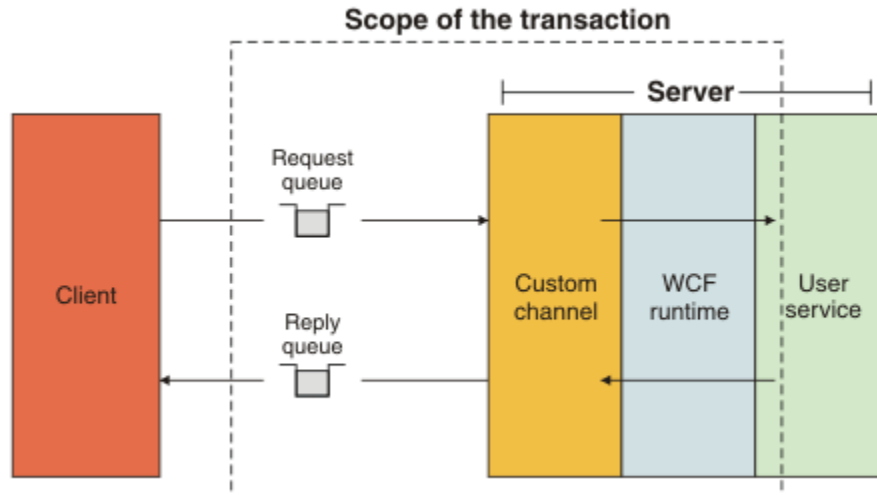 Scope of the transaction
Server
Request
queue
Client
Custom
channel
WCF
runtime
User
service
Reply
queue